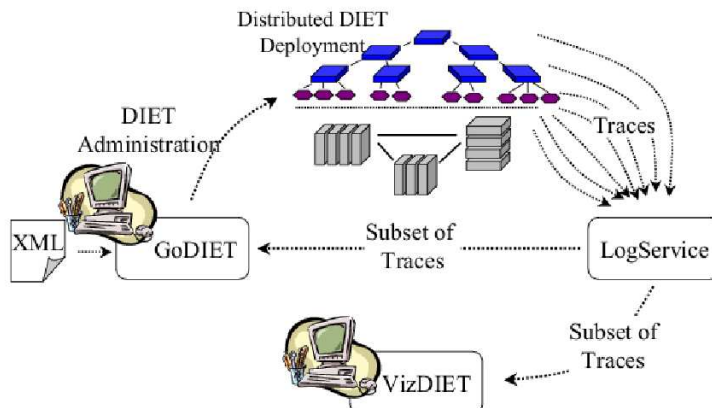 Distributed DIET
Deployment
DIET
Administration
Traces
XML
GoDIET
Subset of
Traces
LogService
Subset of
Traces
VizDIET